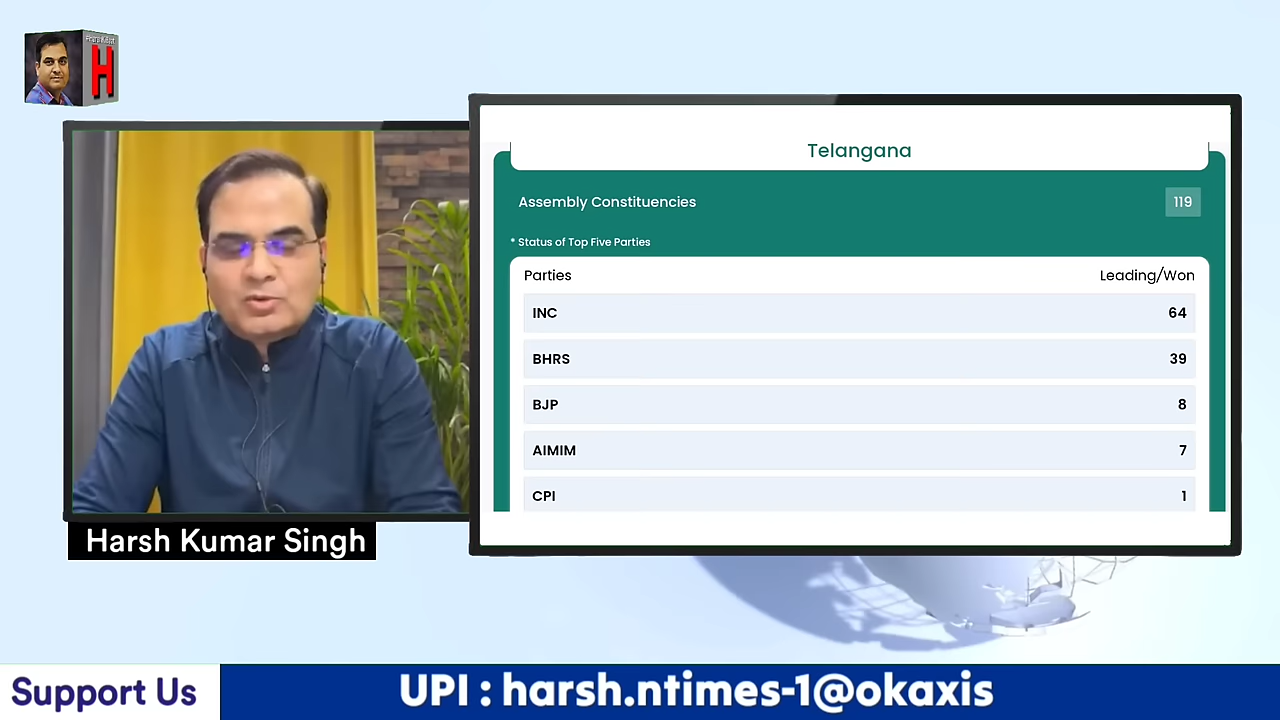 H
Telangana
Assembly Constituencies 119
* Status of Top Five Parties
Parties Leading/Won
INC 64
BHRS 39
BJP 8
AIMIM 7
CPI 1
Harsh Kumar Singh
Support Us UPI : harsh.ntimes-1@okaxis